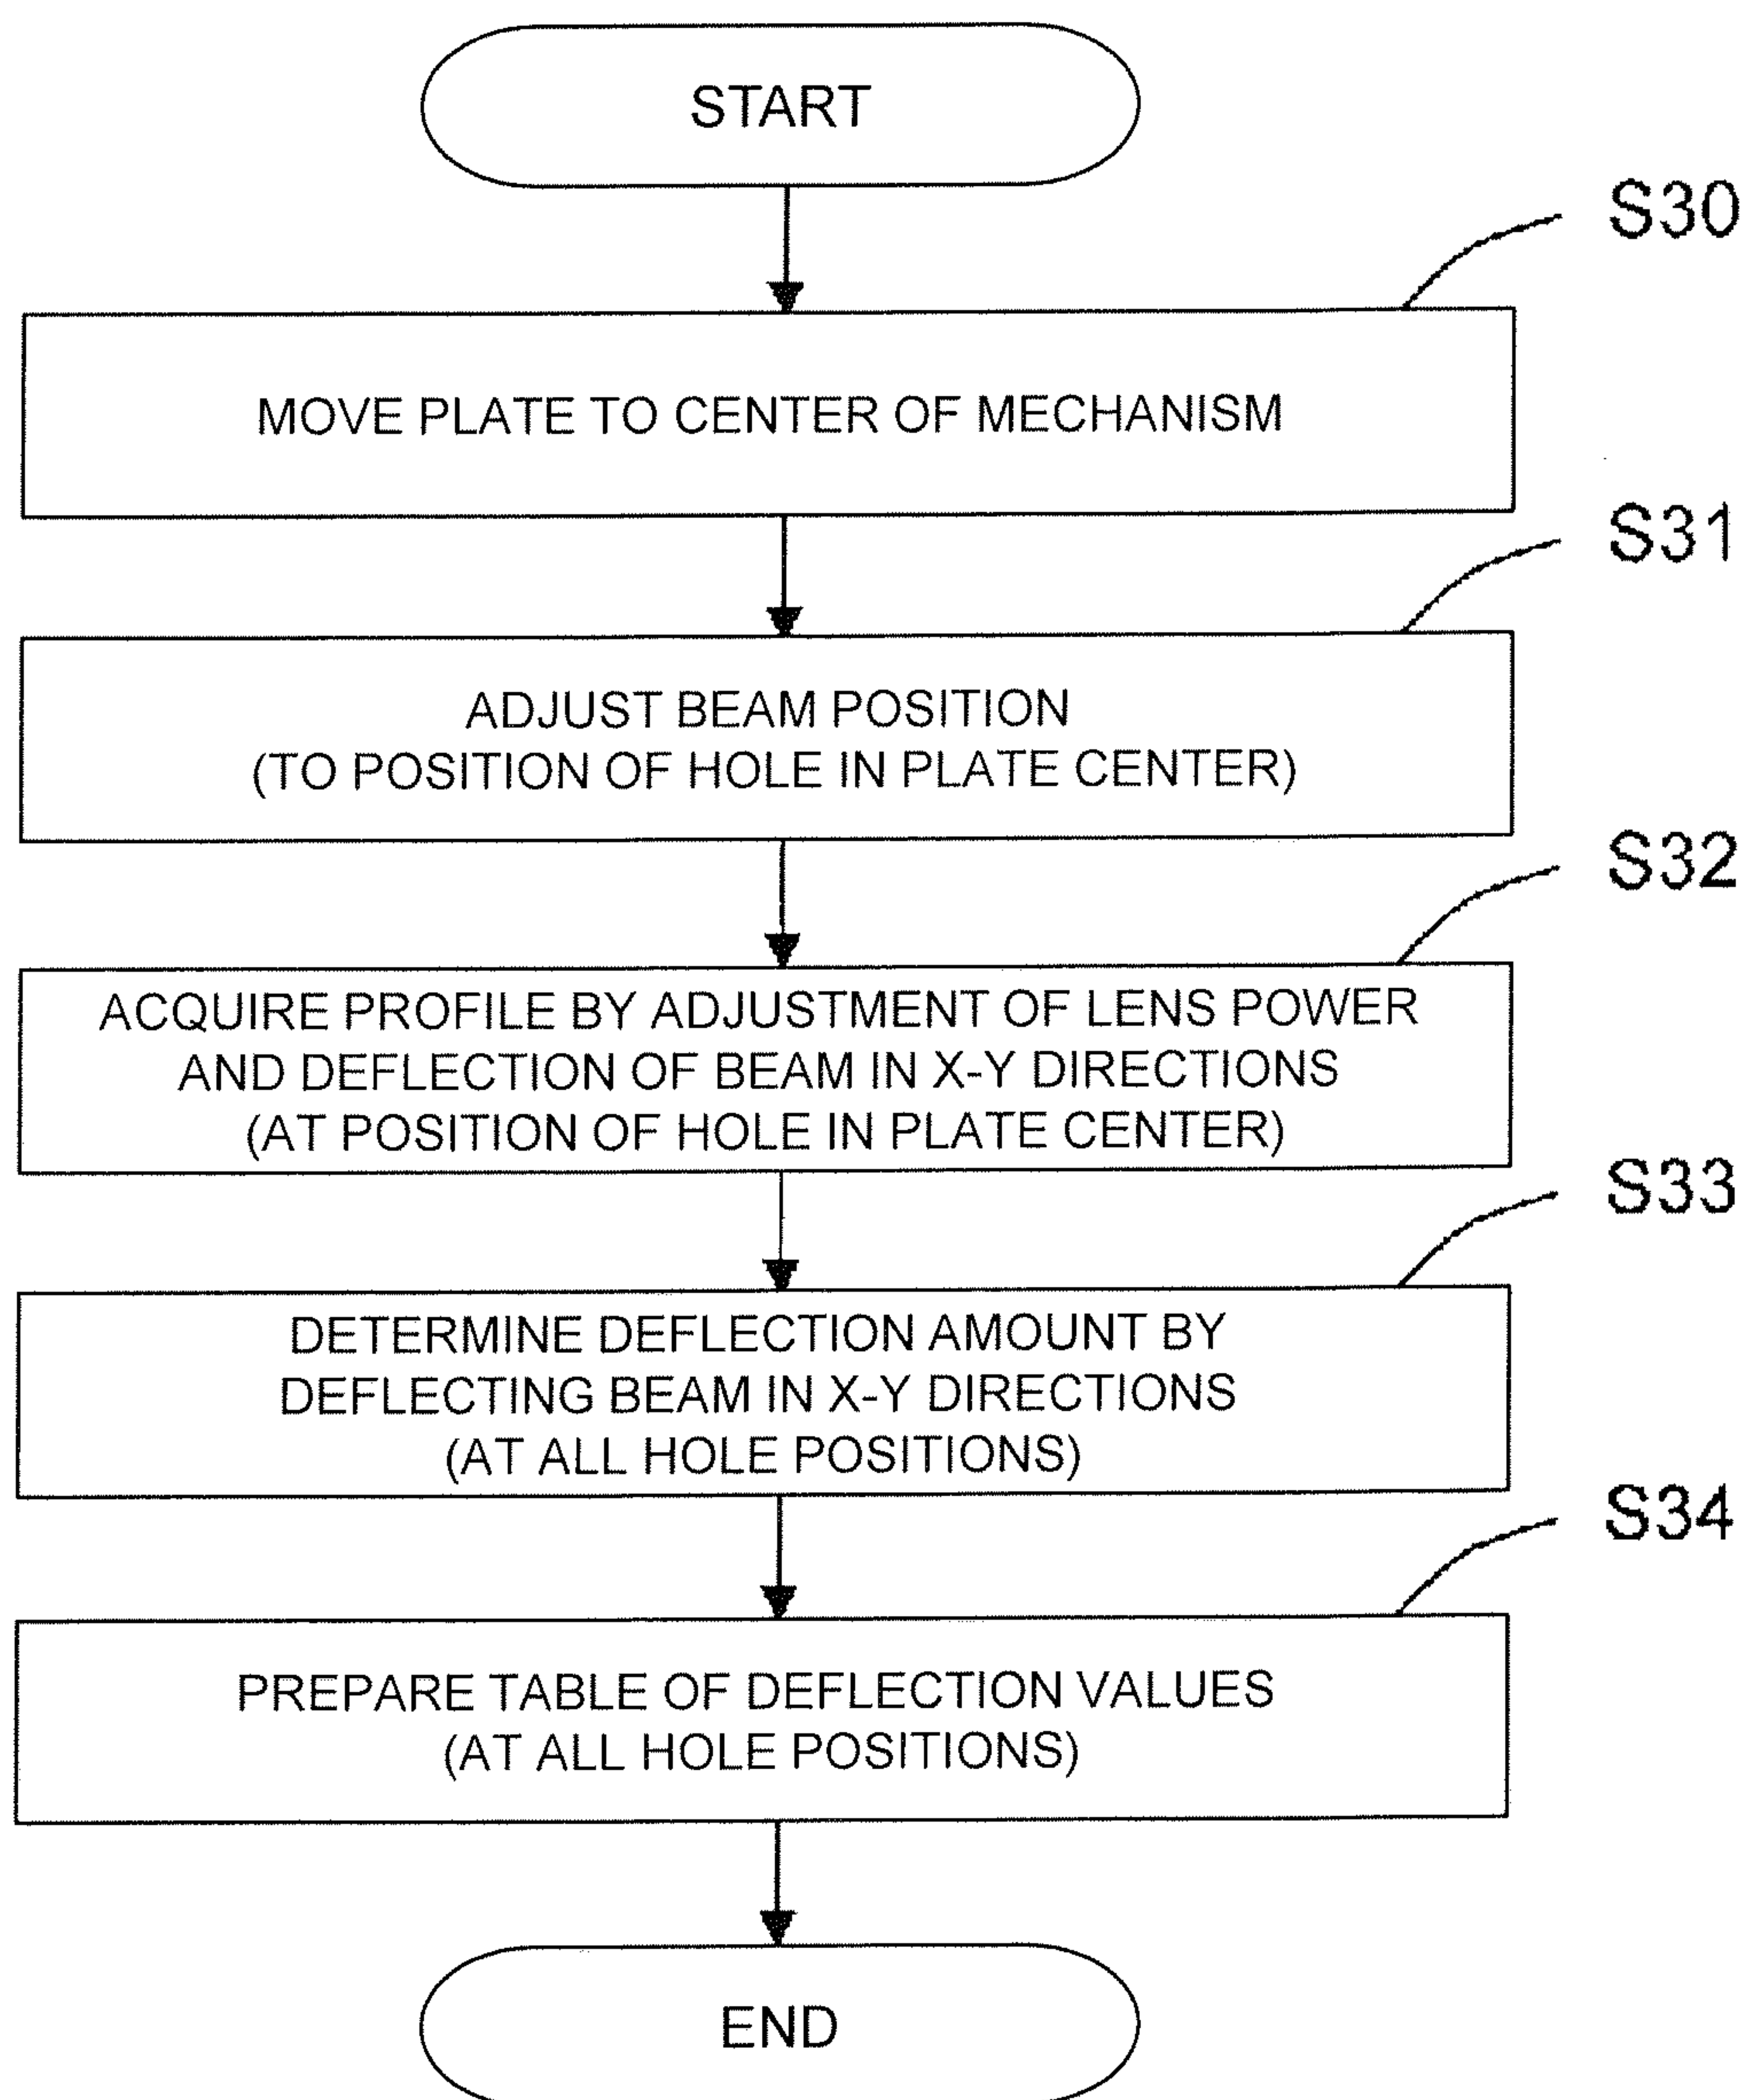 START
S30
MOVE PLATE TO CENTER OF MECHANISM
S31
ADJUST BEAM POSITION
(TO POSITION OF HOLE IN PLATE CENTER)
S32
ACQUIRE PROFILE BY ADJUSTMENT OF LENS POWER
AND DEFLECTION OF BEAM IN X-Y DIRECTIONS
(AT POSITION OF HOLE IN PLATE CENTER)
S33
DETERMINE DEFLECTION AMOUNT BY
DEFLECTING BEAM IN X-Y DIRECTIONS
(AT ALL HOLE POSITIONS)
S34
PREPARE TABLE OF DEFLECTION VALUES
(AT ALL HOLE POSITIONS)
END